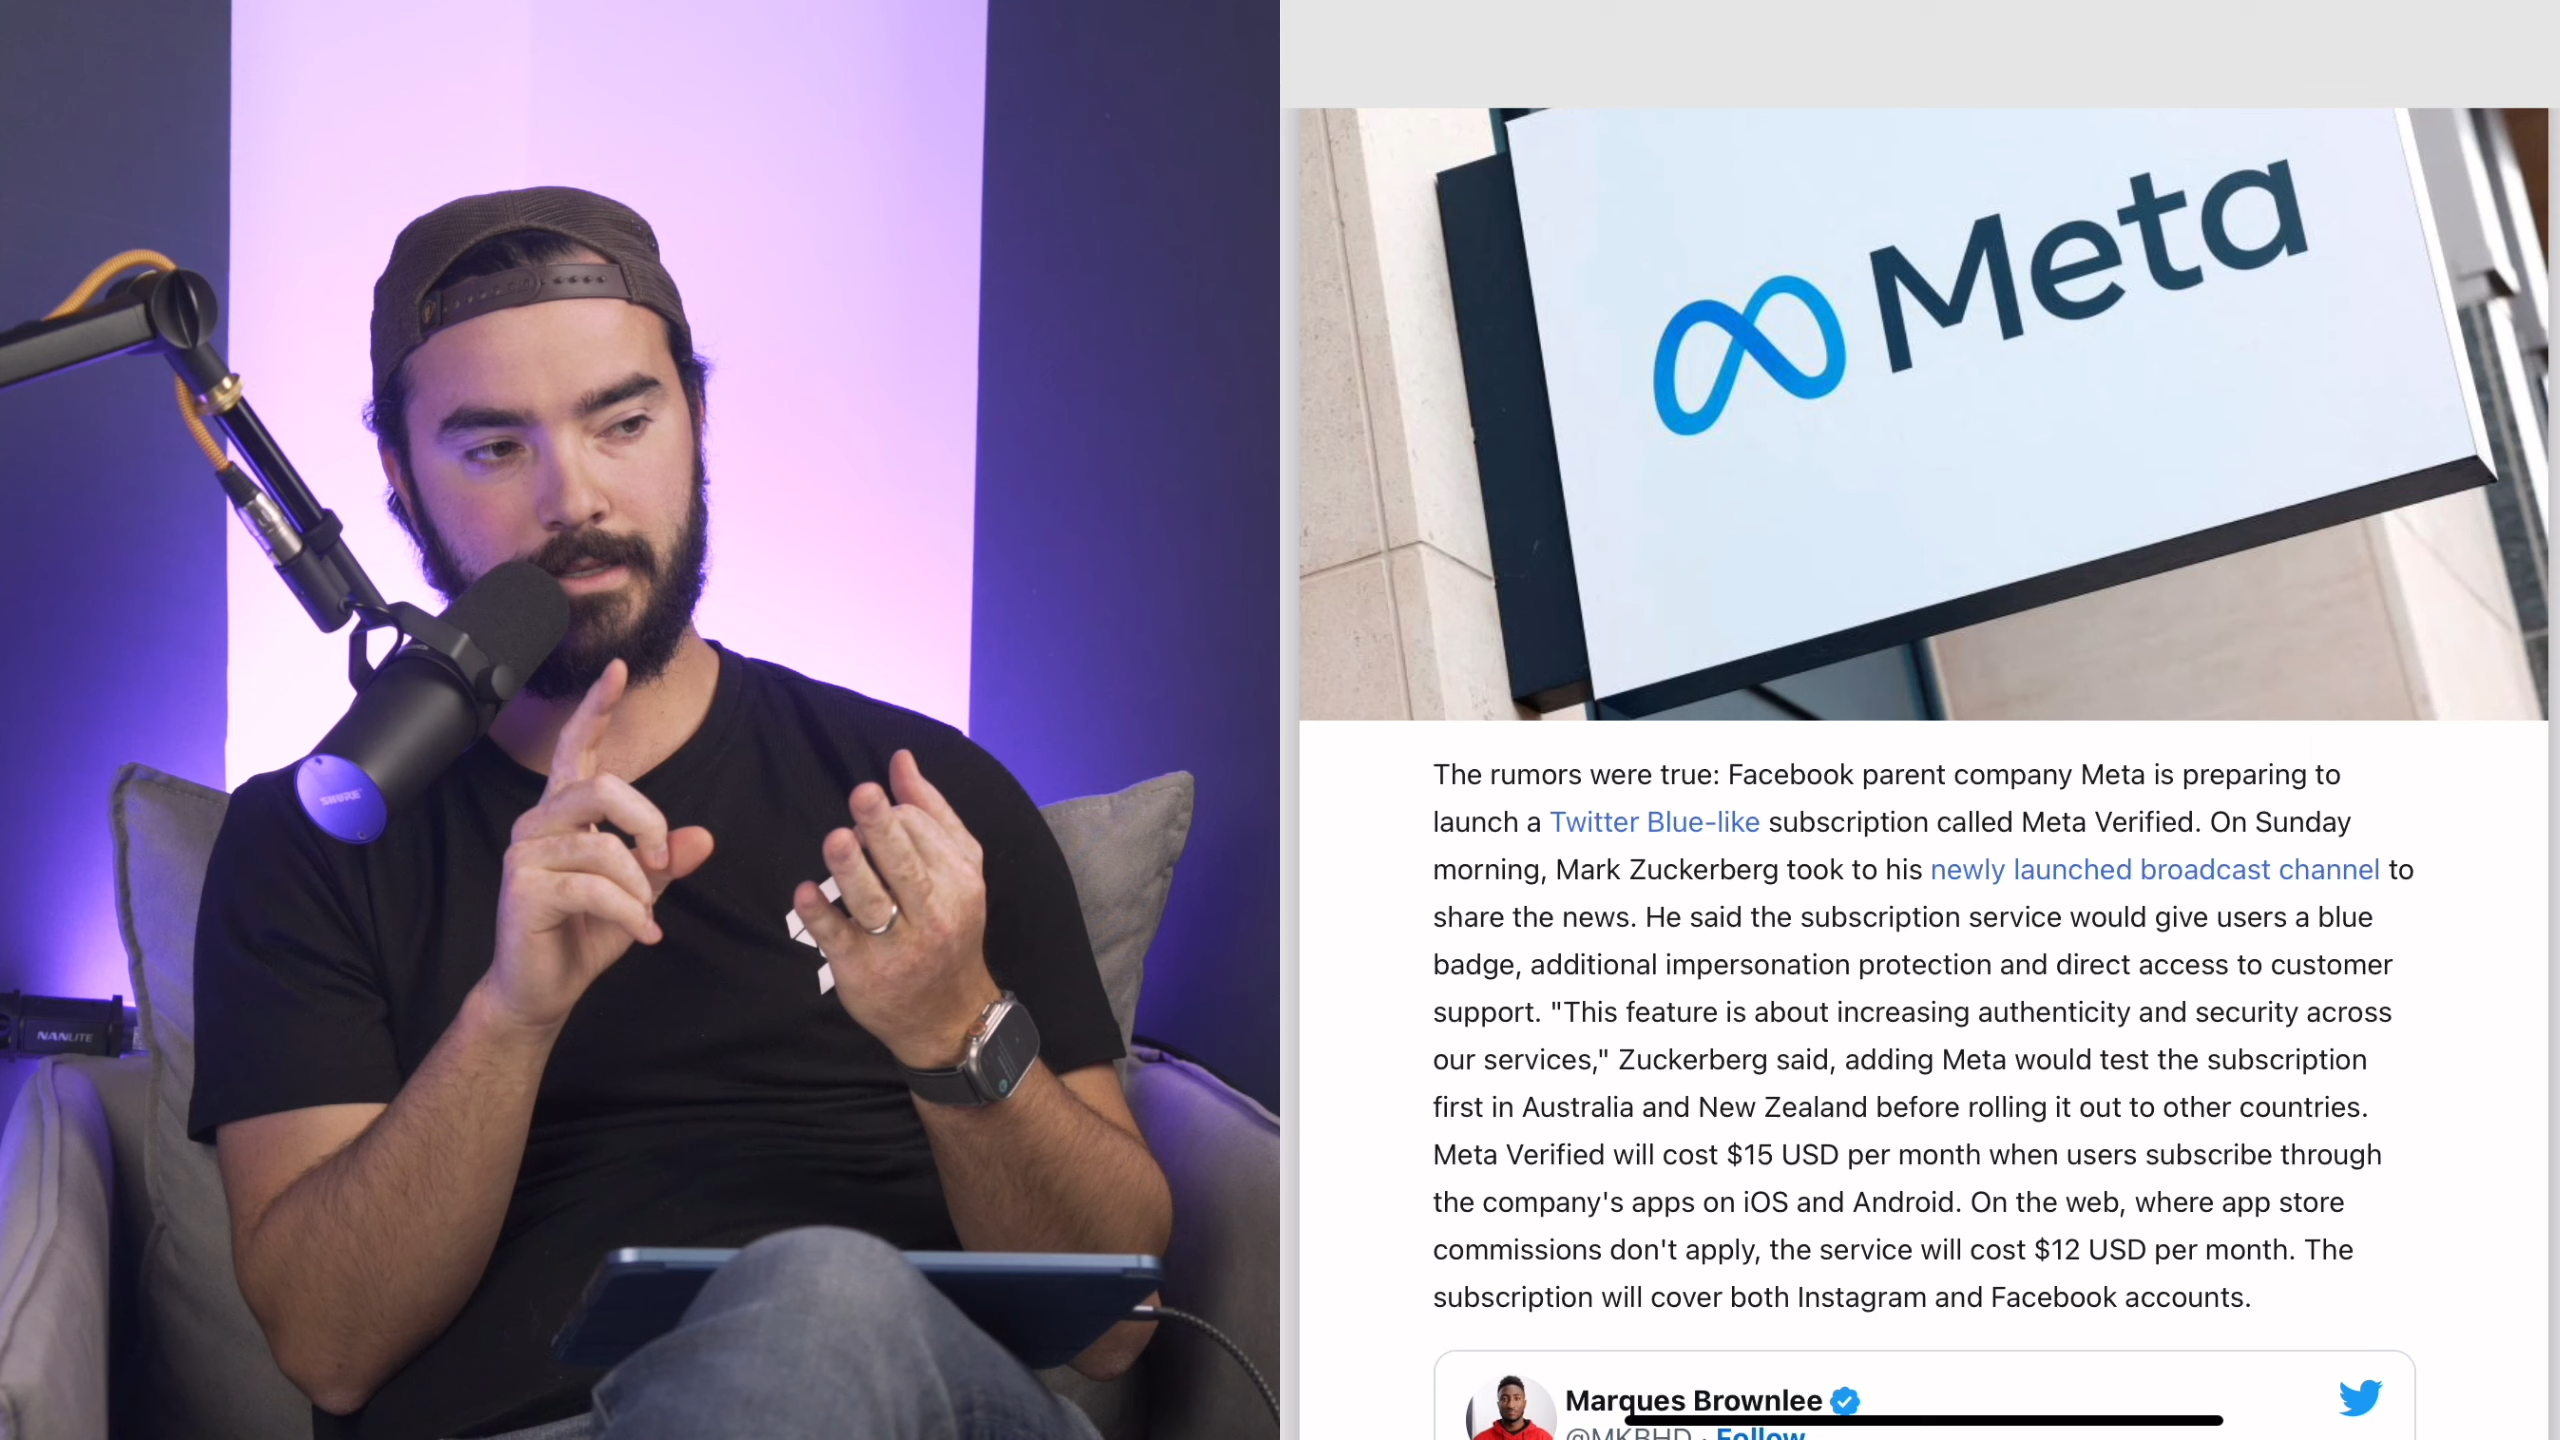 SHURE
NANLITE
Meta
The rumors were true: Facebook parent company Meta is preparing to
launch a Twitter Blue-like subscription called Meta Verified. On Sunday
morning, Mark Zuckerberg took to his newly launched broadcast channel to
share the news. He said the subscription service would give users a blue
badge, additional impersonation protection and direct access to customer
support. "This feature is about increasing authenticity and security across
our services," Zuckerberg said, adding Meta would test the subscription
first in Australia and New Zealand before rolling it out to other countries.
Meta Verified will cost $15 USD per month when users subscribe through
the company's apps on iOS and Android. On the web, where app store
commissions don't apply, the service will cost $12 USD per month. The
subscription will cover both Instagram and Facebook accounts.
Marques Brownlee
@MKBHD · Follow